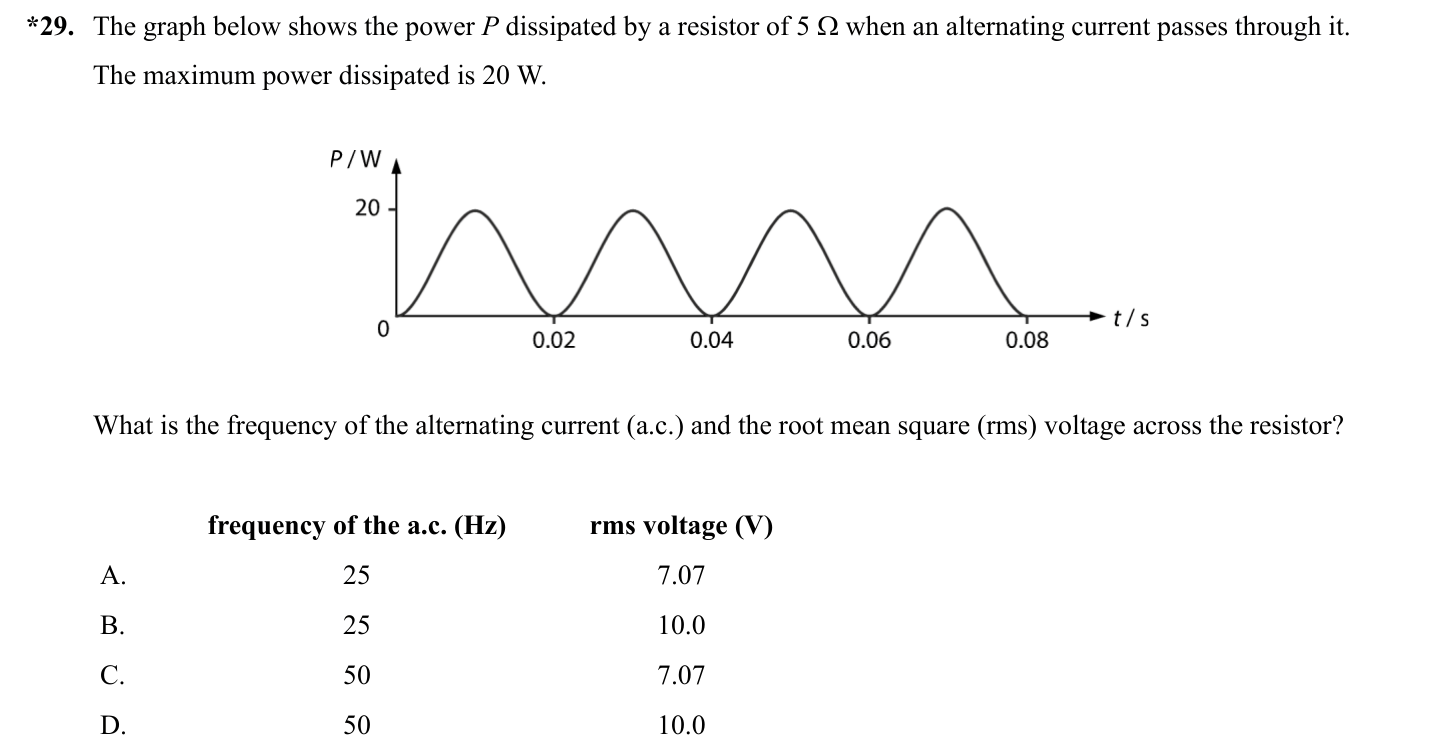 *29. The graph below shows the power P dissipated by a resistor of 5 Ω when an alternating current passes through it.
The maximum power dissipated is 20 W.
P / W
20
0
0.02 0.04 0.06 0.08
t / s
What is the frequency of the alternating current (a.c.) and the root mean square (rms) voltage across the resistor?
frequency of the a.c. (Hz) rms voltage (V)
A. 25 7.07
B. 25 10.0
C. 50 7.07
D. 50 10.0